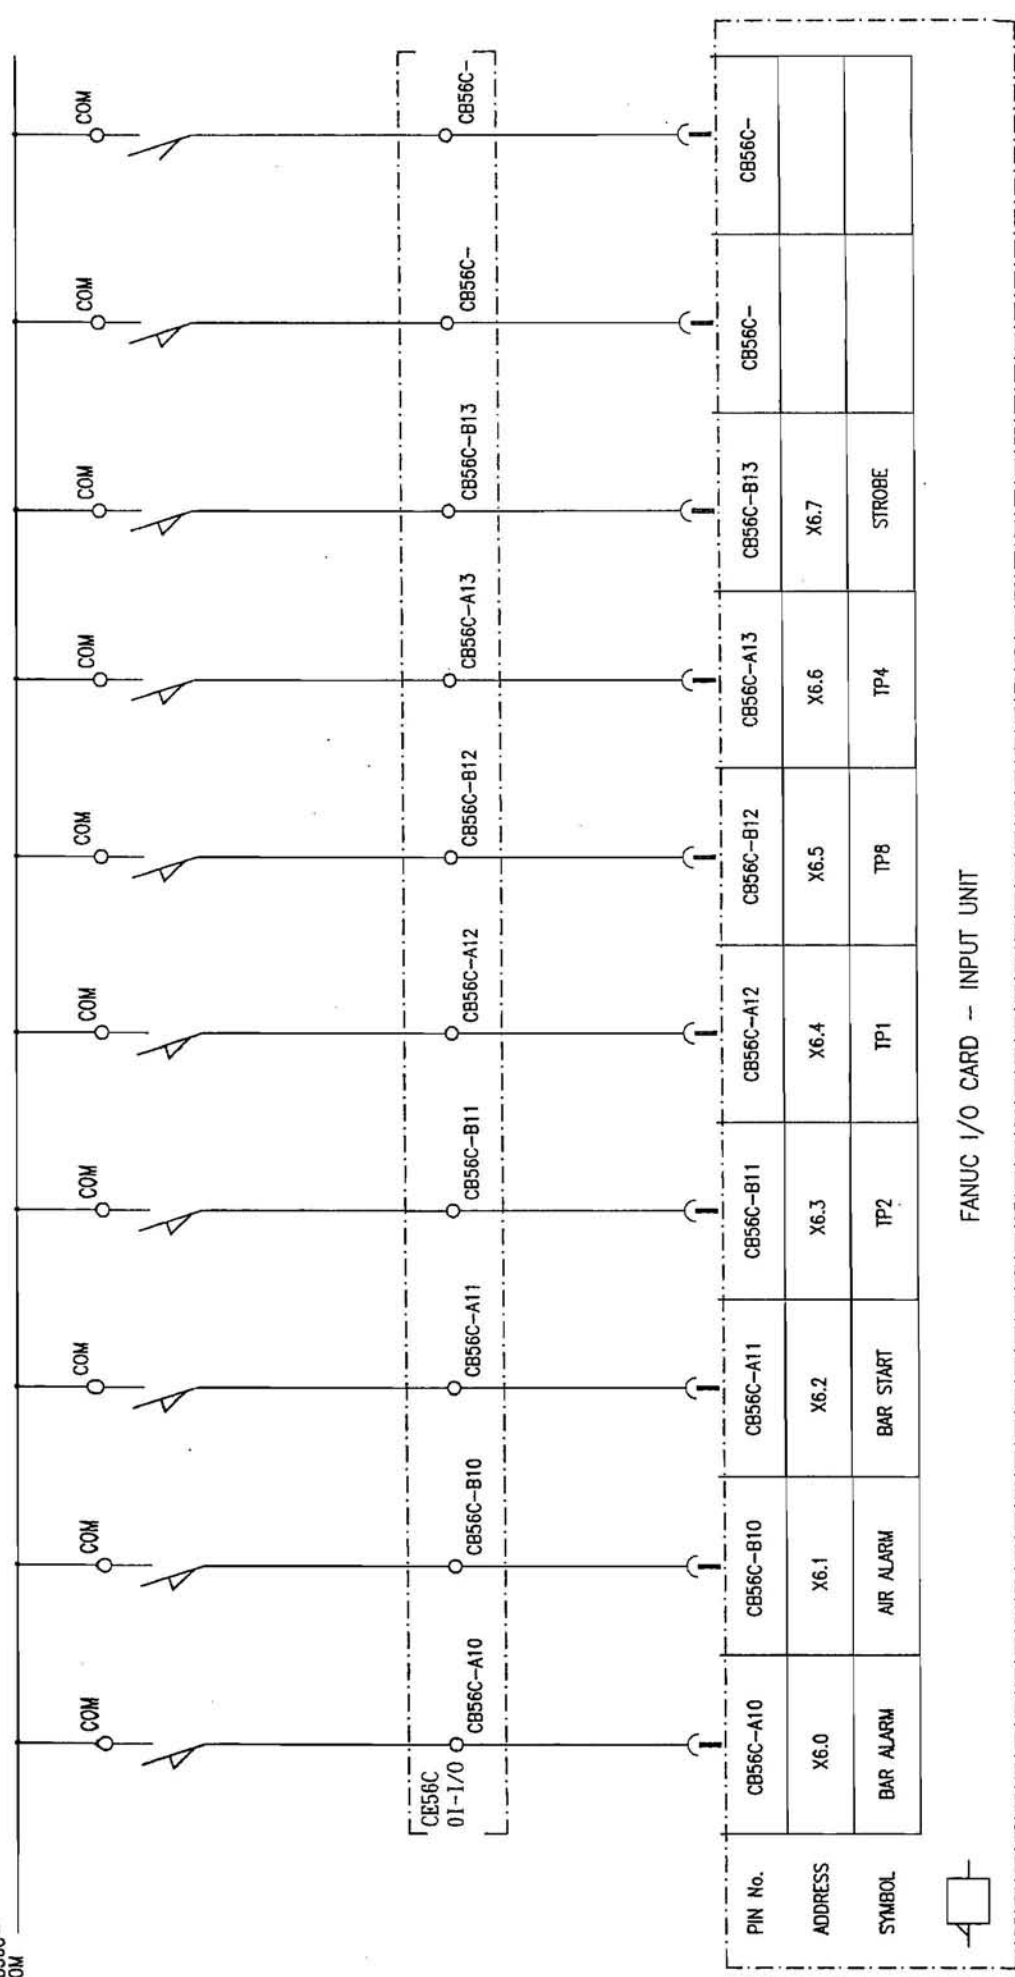 COM
COM
COM
COM
COM
COM
COM
COM
COM
COM
CE56C
0I-I/O
CB56C-A10
CB56C-B10
CB56C-A11
CB56C-B11
CB56C-A12
CB56C-B12
CB56C-A13
CB56C-B13
CB56C-
CB56C-
PIN No. CB56C-A10 CB56C-B10 CB56C-A11 CB56C-B11 CB56C-A12 CB56C-B12 CB56C-A13 CB56C-B13 CB56C- CB56C-
ADDRESS X6.0 X6.1 X6.2 X6.3 X6.4 X6.5 X6.6 X6.7
SYMBOL BAR ALARM AIR ALARM BAR START TP2 TP1 TP8 TP4 STROBE
FANUC I/O CARD -- INPUT UNIT